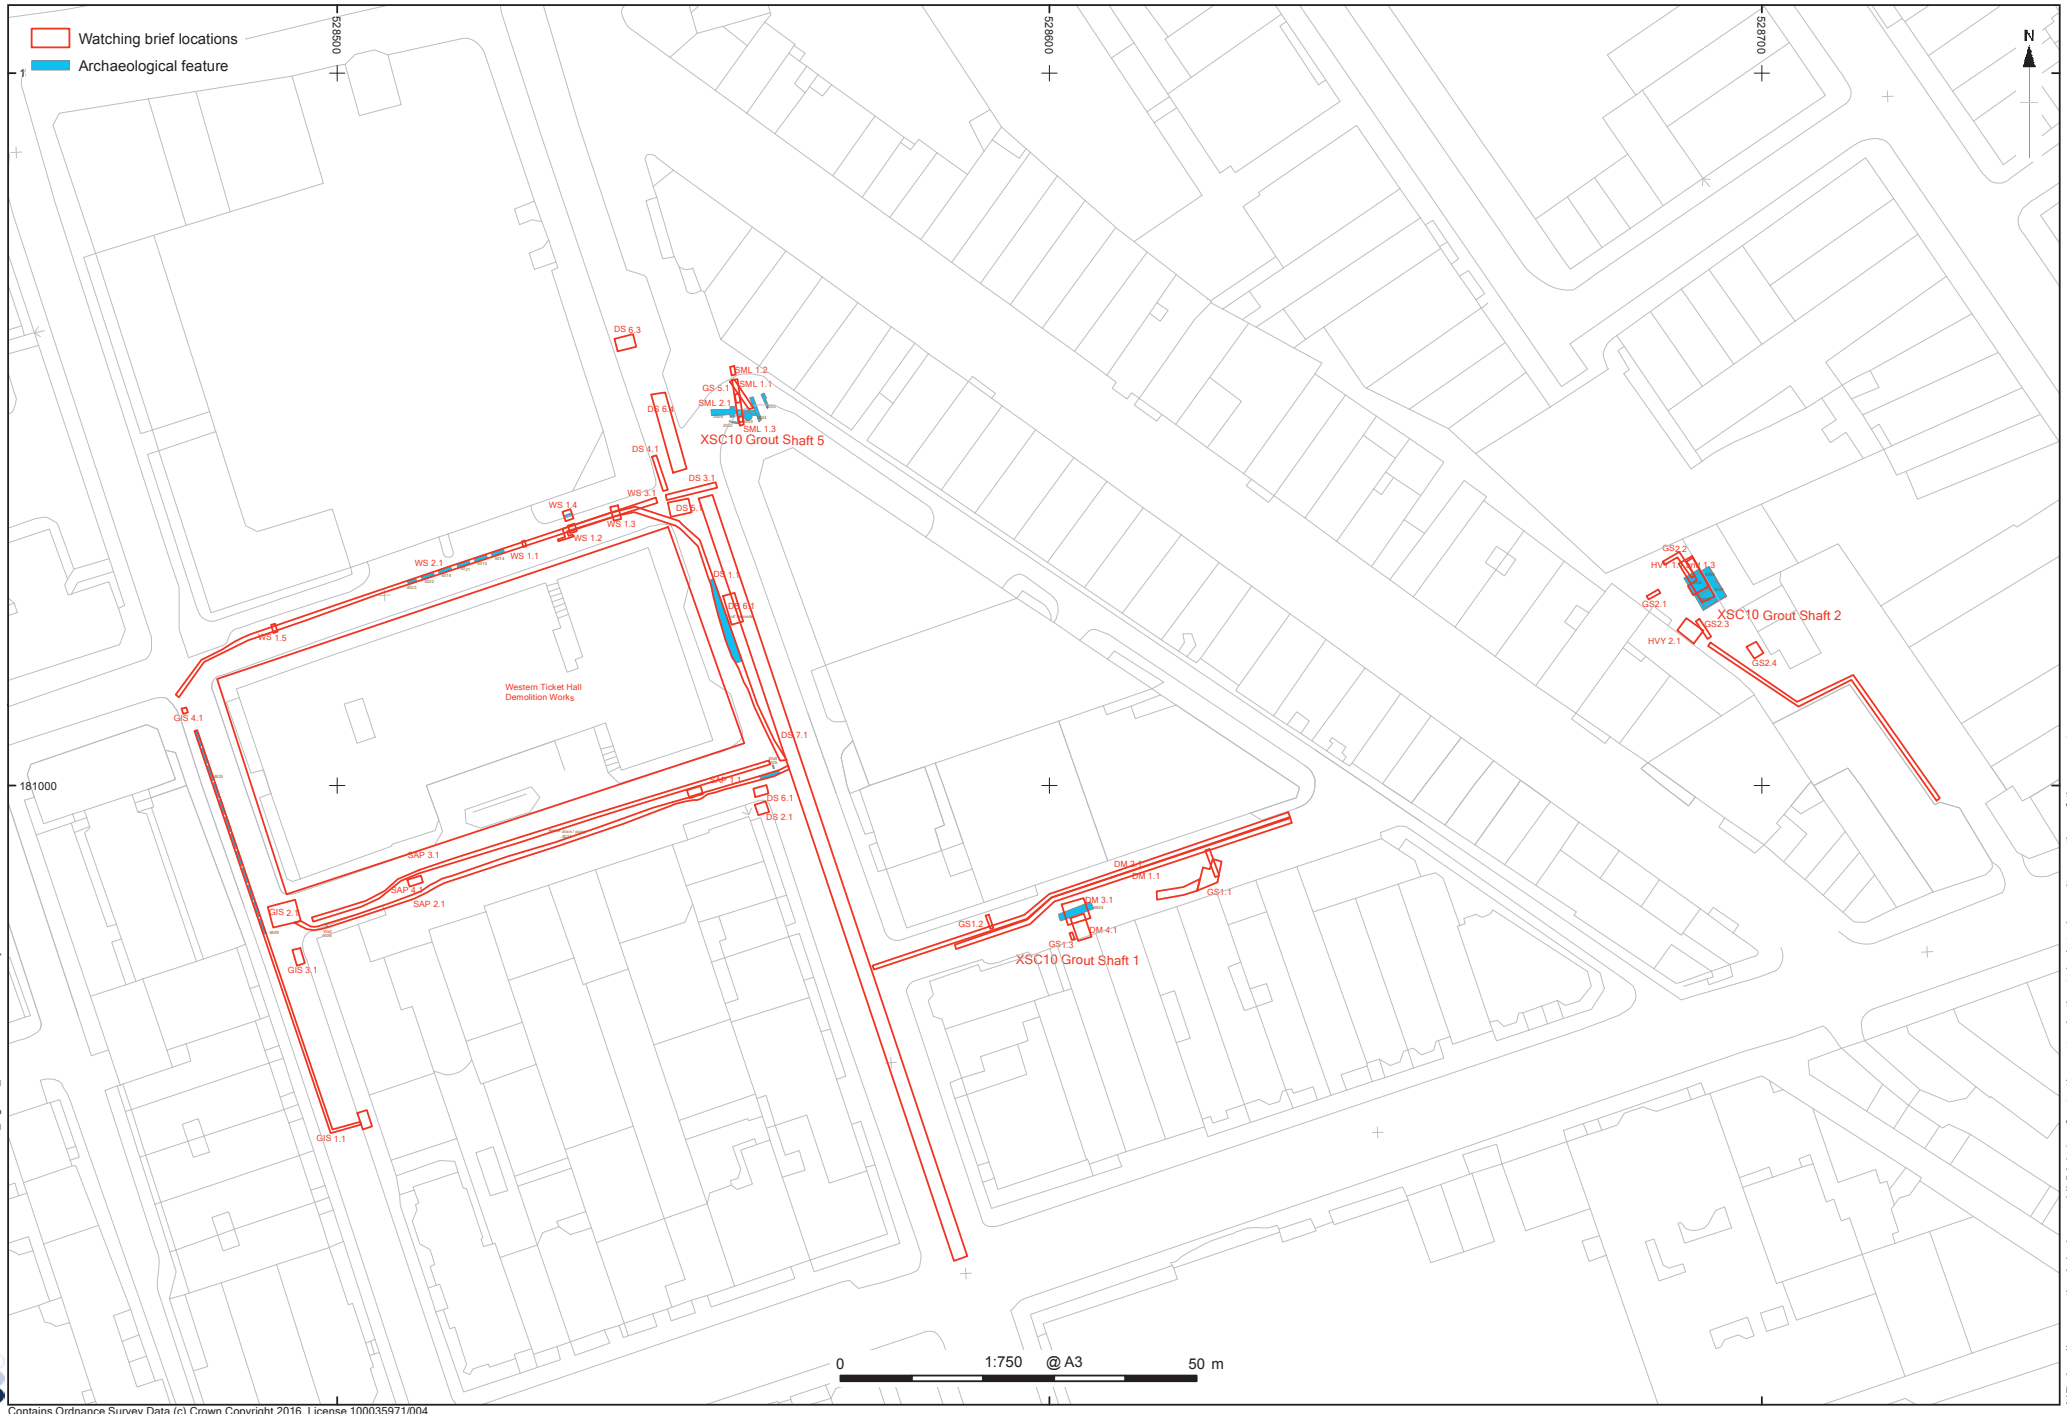 Watching brief locations
Archaeological feature
528500
528600
528700
N
DS 6.3
SML 1.2
SML 1.1
GS 5.1
SML 2.1
SML 1.3
XSC10 Grout Shaft 5
DS 6.4
DS 4.1
DS 3.1
WS 3.1
DS 5.1
WS 1.4
WS 1.3
WS 1.2
WS 1.1
WS 2.1
WS 1.5
DS 1.1
DS 6.1
GS2.2
GS2.1
XSC10 Grout Shaft 2
GS2.3
HVY 2.1
GS2.4
Western Ticket Hall
Demolition Works
GIS 4.1
DS 7.1
SAP 1.1
181000
DS 6.1
DS 2.1
SAP 3.1
SAP 4.1
SAP 2.1
GIS 2.1
GIS 3.1
GIS 1.1
DM 2.1
DM 1.1
GS1.1
DM 3.1
GS1.2
DM 4.1
GS1.3
XSC10 Grout Shaft 1
0 1:750 @ A3 50 m
Contains Ordnance Survey Data (c) Crown Copyright 2016. License 100035971/004